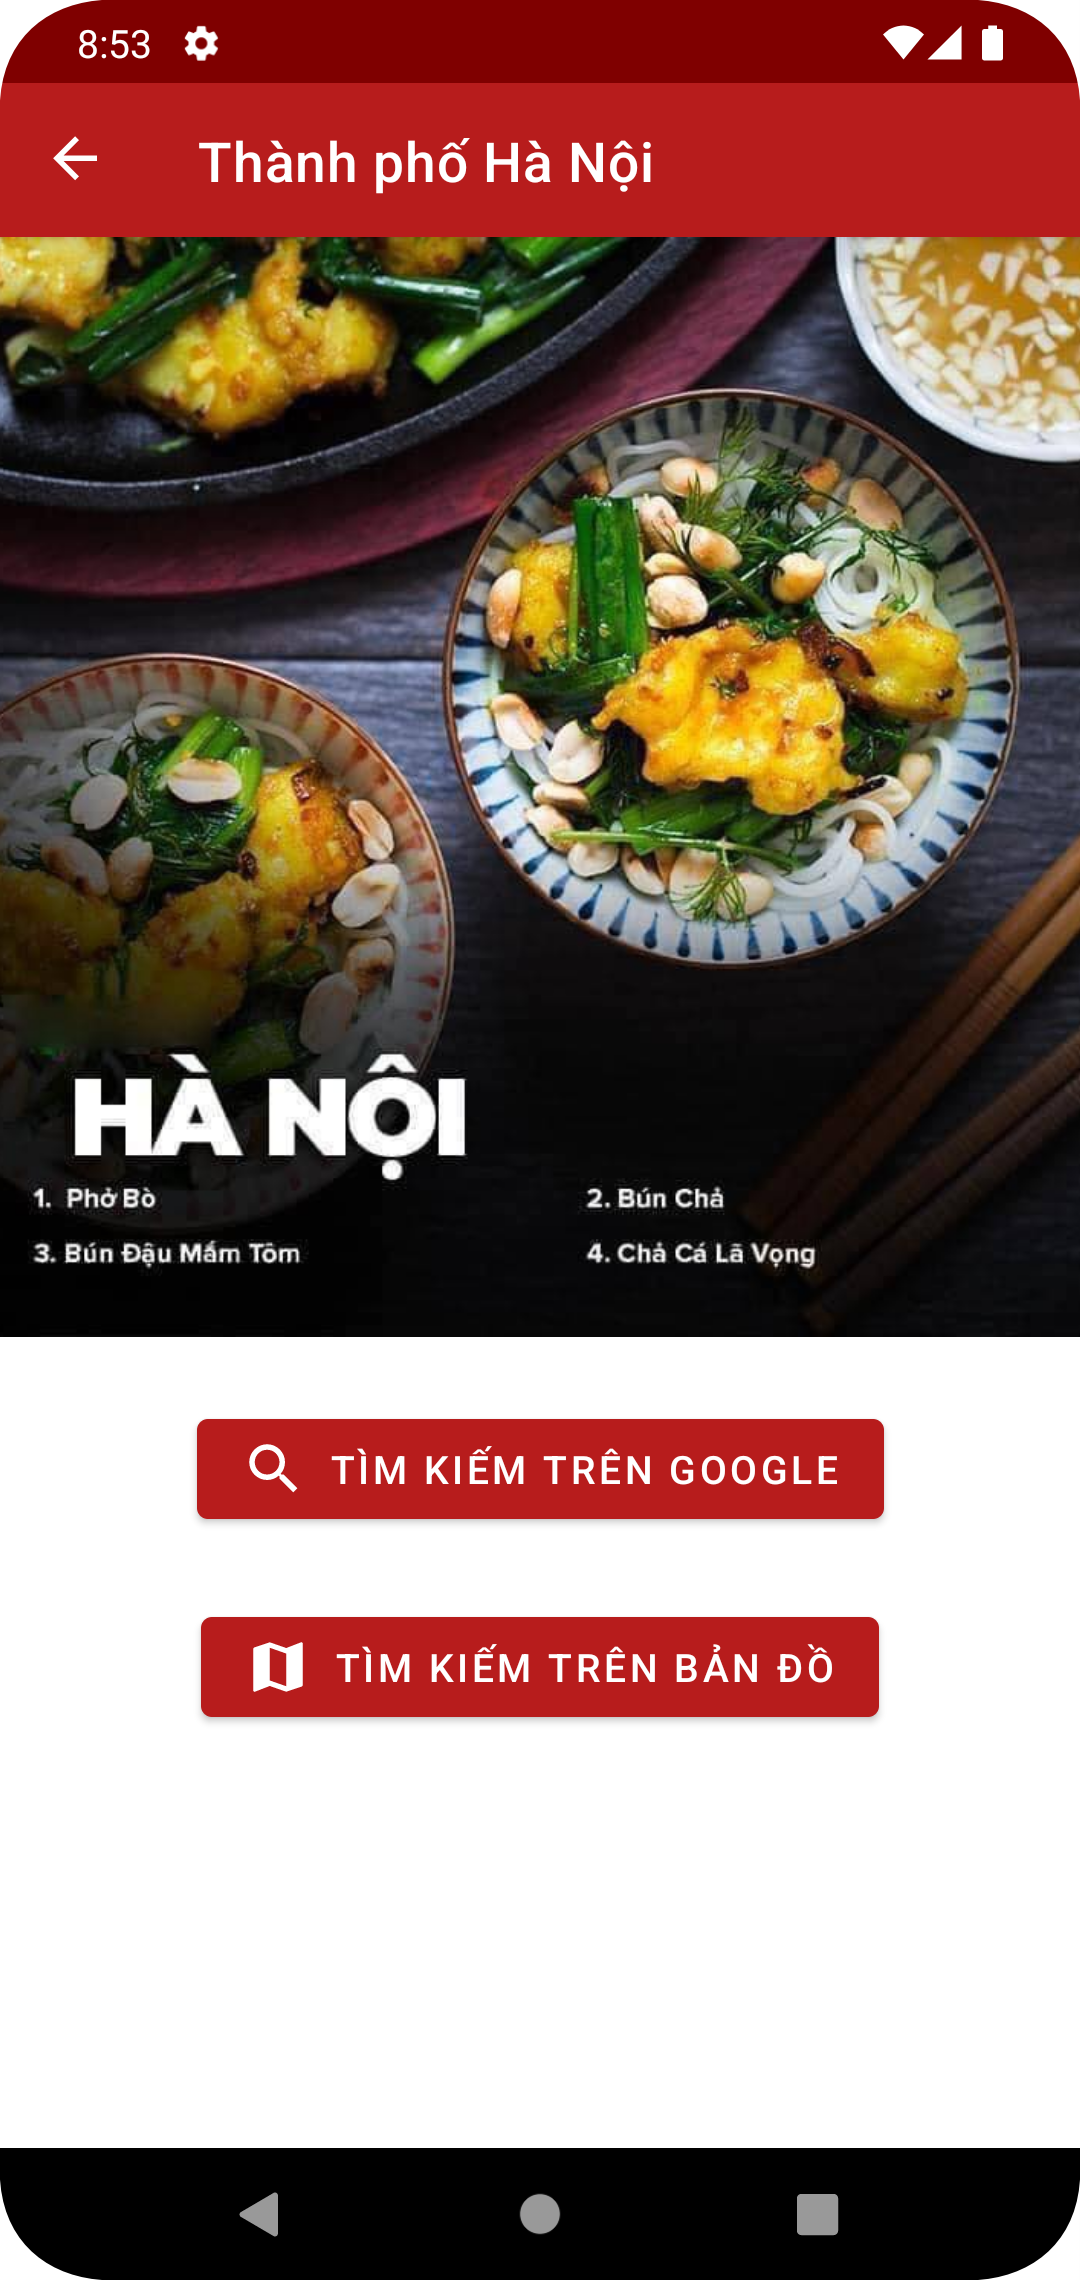 8:53
Thành phố Hà Nội
HÀ NỘI
1. Phở Bò
2. Bún Chả
3. Bún Đậu Mắm Tôm
4. Chả Cá Lã Vọng
TÌM KIẾM TRÊN GOOGLE
TÌM KIẾM TRÊN BẢN ĐỒ